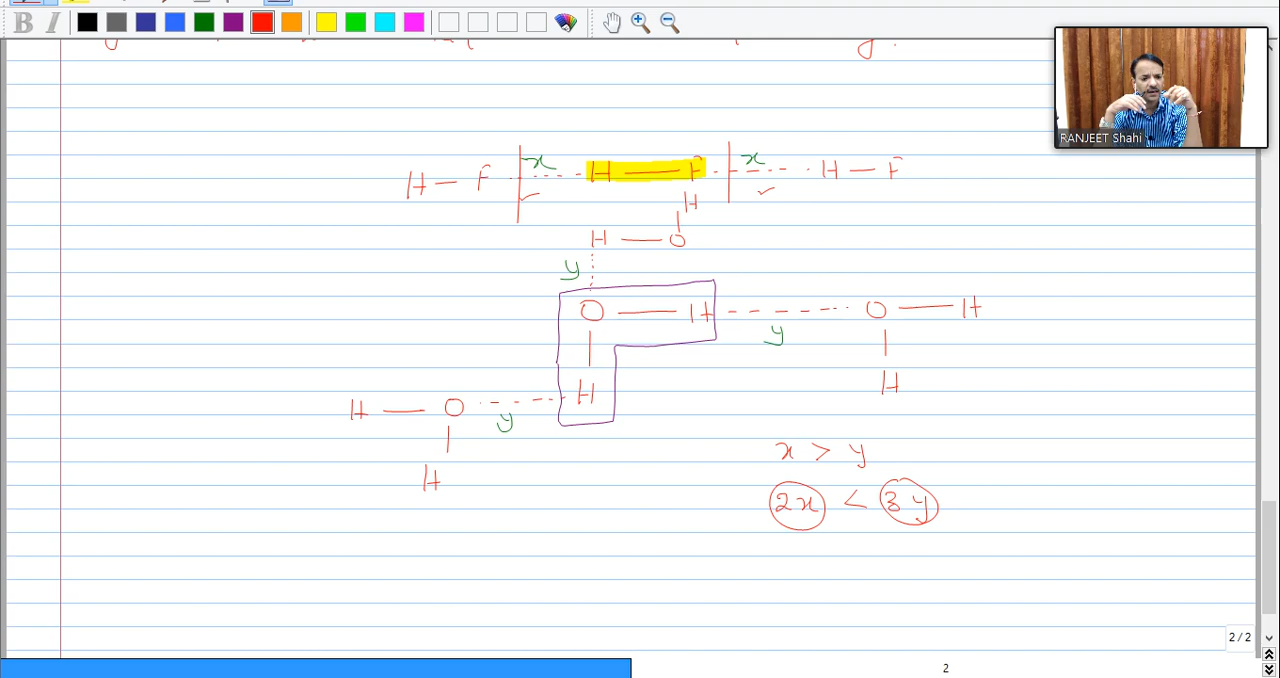 B I
RANJEET Shahi
x x
H — F ...... H — F ...... H — F
H
H — O
y
O — H ------ O — H
y
H H
H — O ------
y
H
x > y
2x < 3y
2 / 2
2